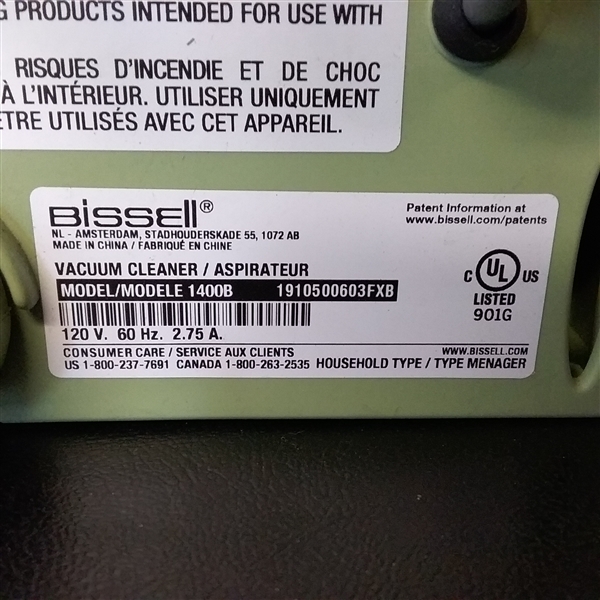 G PRODUCTS INTENDED FOR USE WITH
RISQUES D'INCENDIE ET DE CHOC
À L'INTÉRIEUR. UTILISER UNIQUEMENT
ÊTRE UTILISÉS AVEC CET APPAREIL.
BISSELL®
Patent Information at
www.bissell.com/patents
NL - AMSTERDAM, STADHOUDERSKADE 55, 1072 AB
MADE IN CHINA / FABRIQUÉ EN CHINE
VACUUM CLEANER / ASPIRATEUR
MODEL/MODELE 1400B 1910500603FXB
C UL US
LISTED
901G
120 V. 60 Hz. 2.75 A.
CONSUMER CARE / SERVICE AUX CLIENTS WWW.BISSELL.COM
US 1-800-237-7691 CANADA 1-800-263-2535 HOUSEHOLD TYPE / TYPE MENAGER